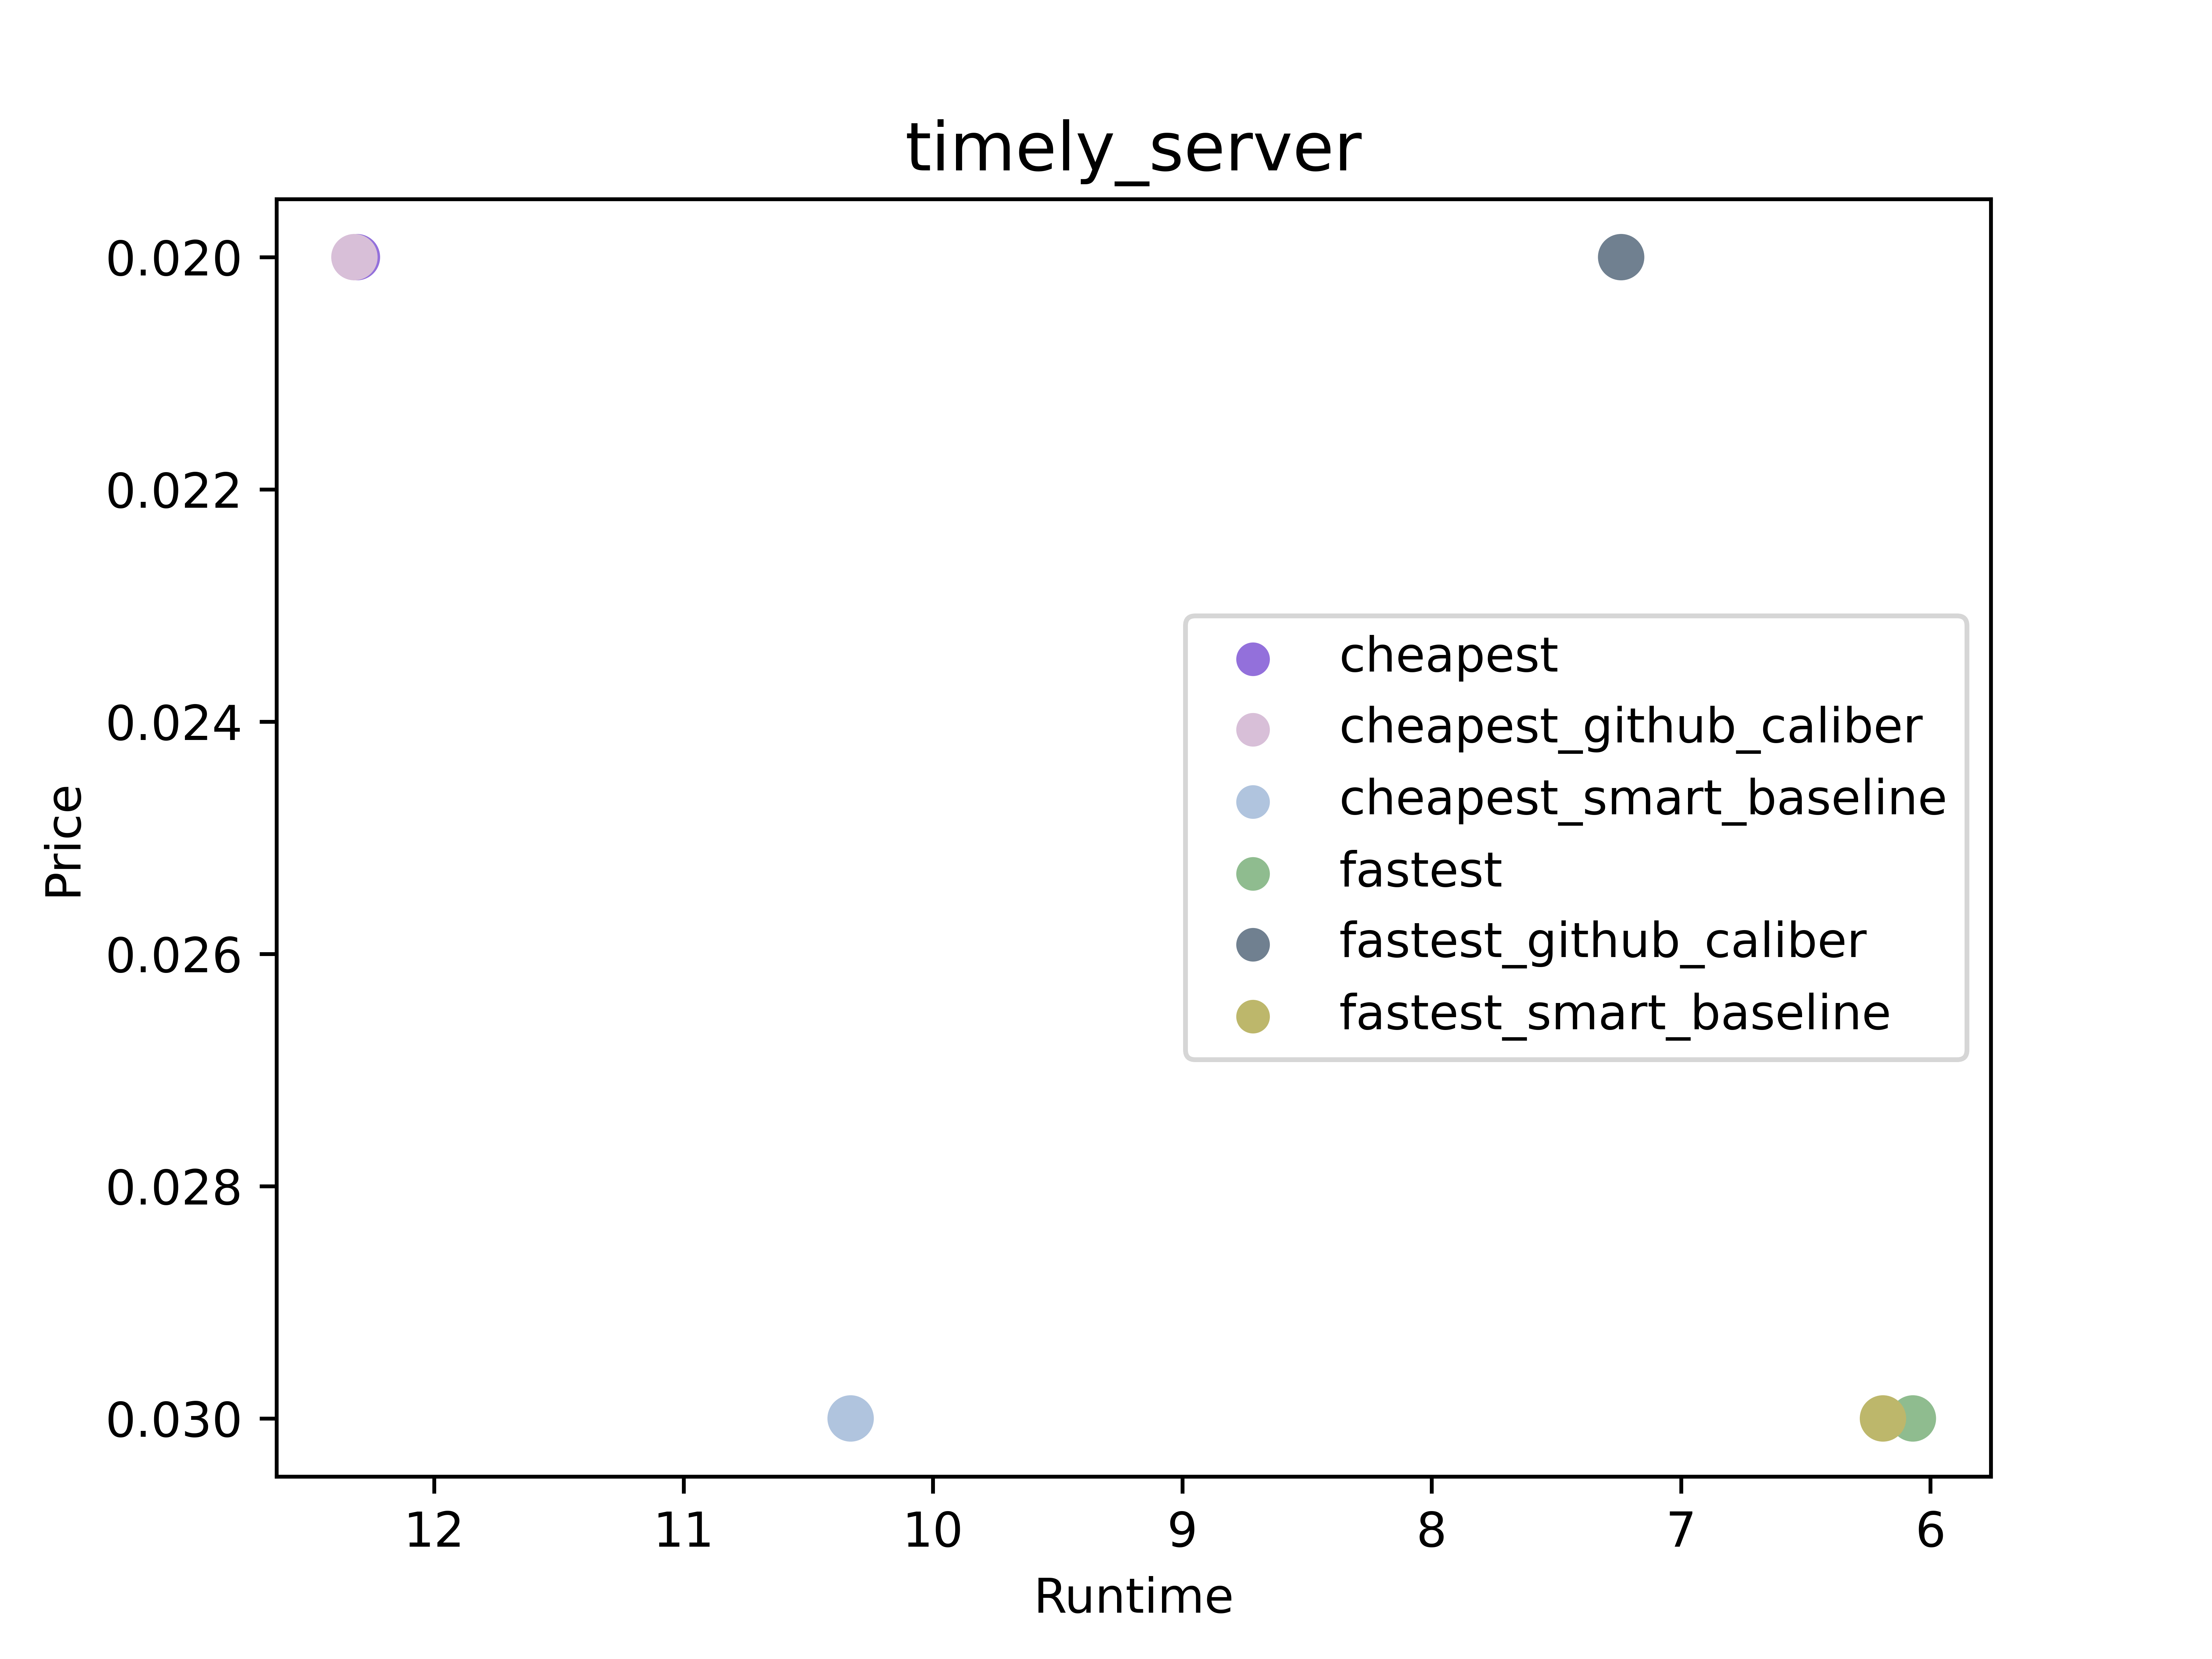 timely_server
0.020
0.022
0.024
0.026
0.028
0.030
Price
cheapest
cheapest_github_caliber
cheapest_smart_baseline
fastest
fastest_github_caliber
fastest_smart_baseline
12 11 10 9 8 7 6
Runtime